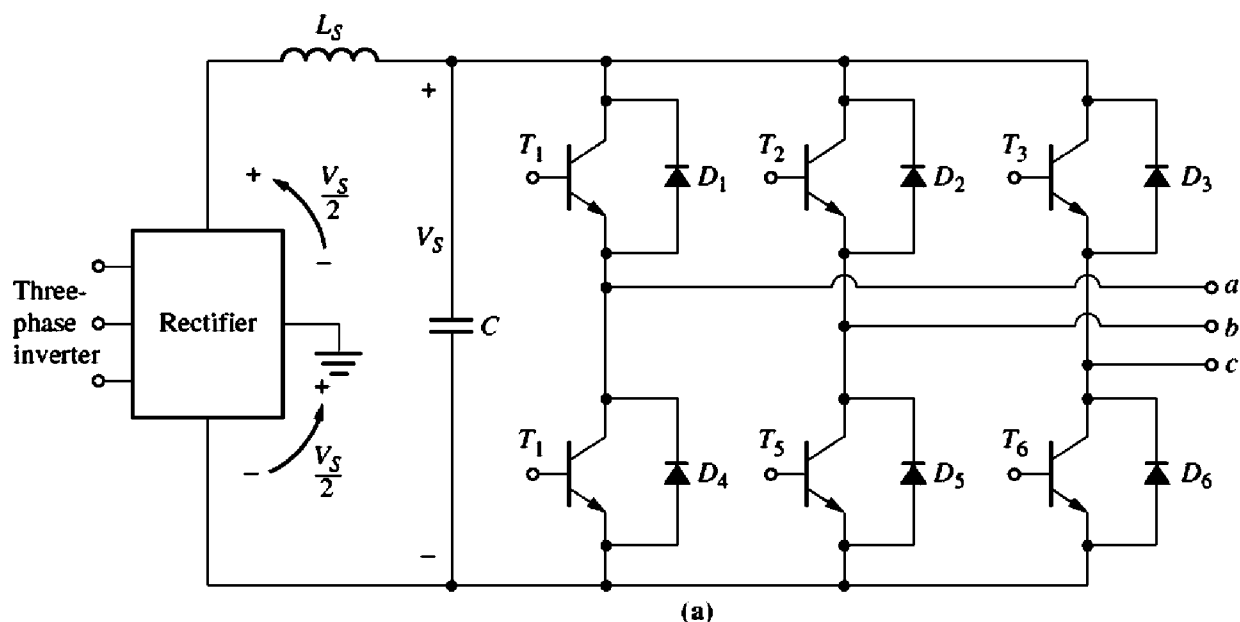 L_S
+
T_1
D_1
T_2
D_2
T_3
D_3
+
V_S/2
−
V_S
Three-
phase
inverter
Rectifier
C
a
b
c
+
−
V_S/2
T_1
D_4
T_5
D_5
T_6
D_6
−
(a)